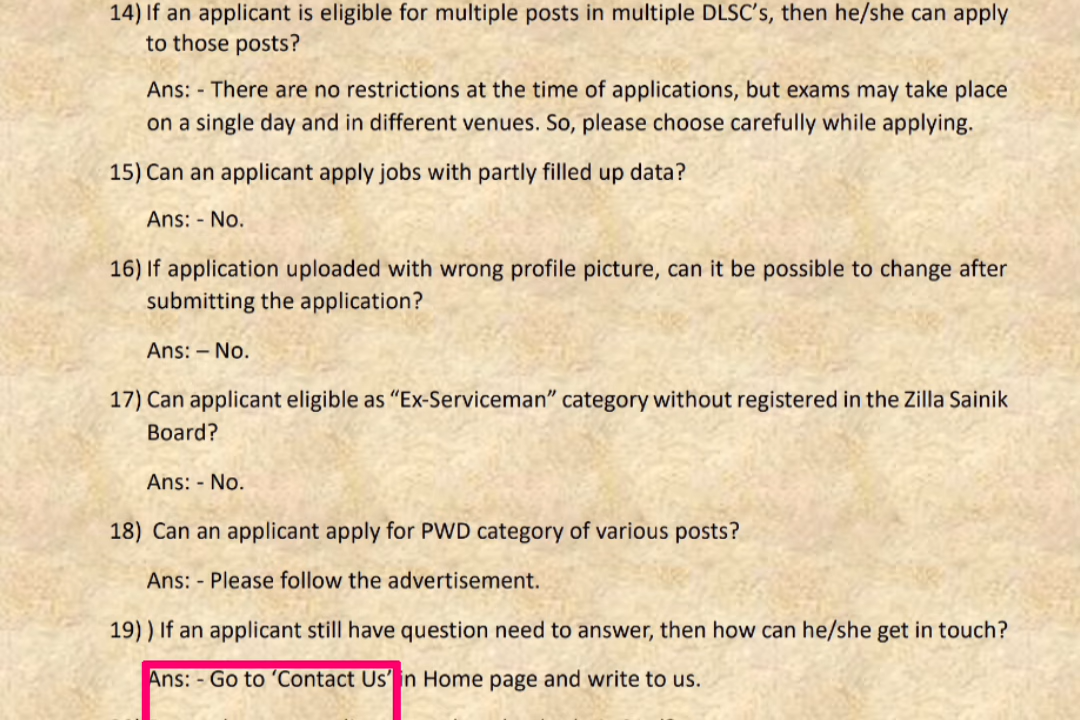 14) If an applicant is eligible for multiple posts in multiple DLSC's, then he/she can apply
to those posts?
Ans: - There are no restrictions at the time of applications, but exams may take place
on a single day and in different venues. So, please choose carefully while applying.
15) Can an applicant apply jobs with partly filled up data?
Ans: - No.
16) If application uploaded with wrong profile picture, can it be possible to change after
submitting the application?
Ans: – No.
17) Can applicant eligible as “Ex-Serviceman” category without registered in the Zilla Sainik
Board?
Ans: - No.
18) Can an applicant apply for PWD category of various posts?
Ans: - Please follow the advertisement.
19) ) If an applicant still have question need to answer, then how can he/she get in touch?
Ans: - Go to ‘Contact Us’ in Home page and write to us.